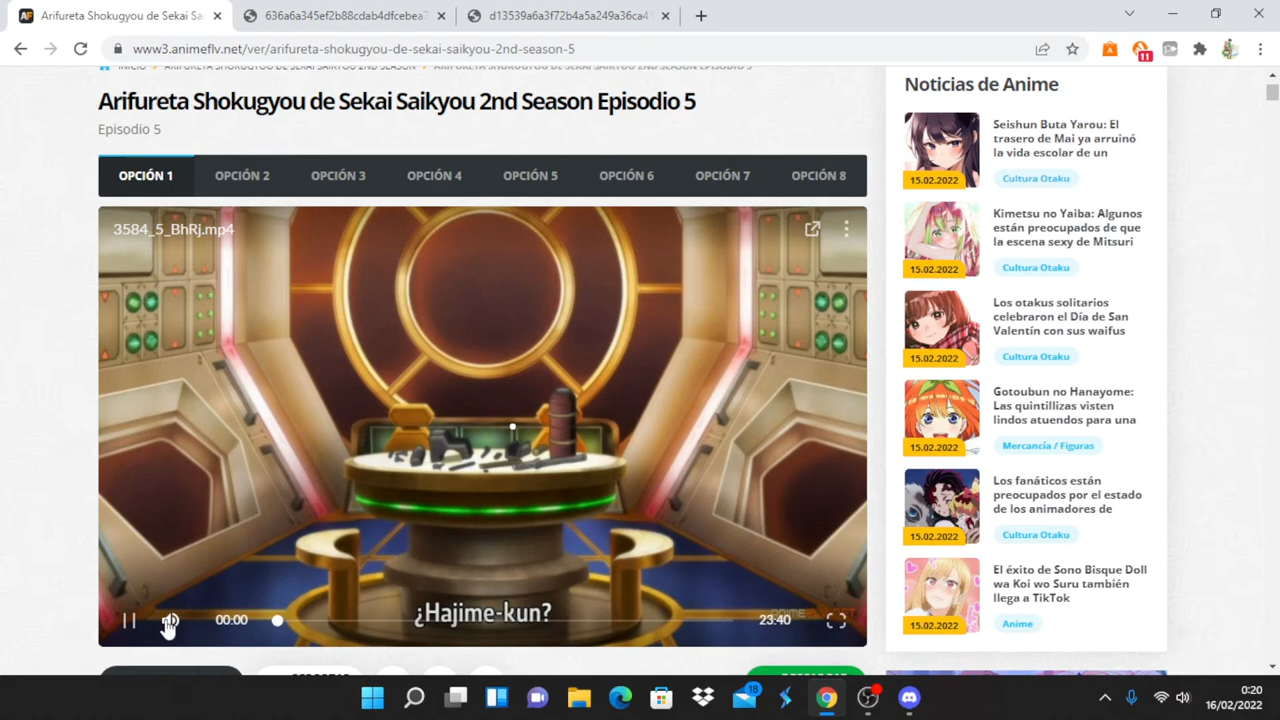 Arifureta Shokugyou de Sekai Sa
636a6a345ef2b88cdab4dfcebea7
d13539a6a3f72b4a5a249a36ca41
www3.animeflv.net/ver/arifureta-shokugyou-de-sekai-saikyou-2nd-season-5
11
INICIO ARIFURETA SHOKUGYOU DE SEKAI SAIKYOU 2ND SEASON ARIFURETA SHOKUGYOU DE SEKAI SAIKYOU 2ND SEASON EPISODIO 5
Arifureta Shokugyou de Sekai Saikyou 2nd Season Episodio 5
Episodio 5
OPCIÓN 1 OPCIÓN 2 OPCIÓN 3 OPCIÓN 4 OPCIÓN 5 OPCIÓN 6 OPCIÓN 7 OPCIÓN 8
3584_5_BhRj.mp4
¿Hajime-kun?
00:00
23:40
Noticias de Anime
Seishun Buta Yarou: El
trasero de Mai ya arruinó
la vida escolar de un
Cultura Otaku
15.02.2022
Kimetsu no Yaiba: Algunos
están preocupados de que
la escena sexy de Mitsuri
Cultura Otaku
15.02.2022
Los otakus solitarios
celebraron el Día de San
Valentín con sus waifus
Cultura Otaku
15.02.2022
Gotoubun no Hanayome:
Las quintillizas visten
lindos atuendos para una
Mercancía / Figuras
15.02.2022
Los fanáticos están
preocupados por el estado
de los animadores de
Cultura Otaku
15.02.2022
El éxito de Sono Bisque Doll
wa Koi wo Suru también
llega a TikTok
Anime
15.02.2022
18
0:20
16/02/2022